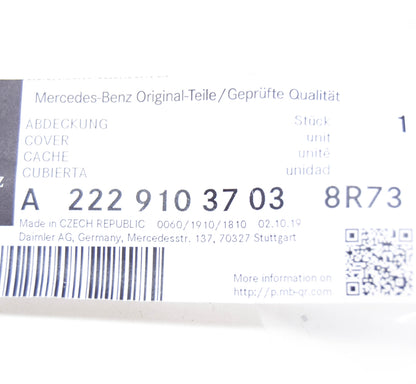 Mercedes-Benz Original-Teile/Geprüfte Qualität
ABDECKUNG Stück 1
COVER unit
CACHE unité
CUBIERTA unidad
A 222 910 37 03 8R73
Made in CZECH REPUBLIC 0060/1910/1810 02.10.19
Daimler AG, Germany, Mercedesstr. 137, 70327 Stuttgart
More information on:
http://p.mb-qr.com